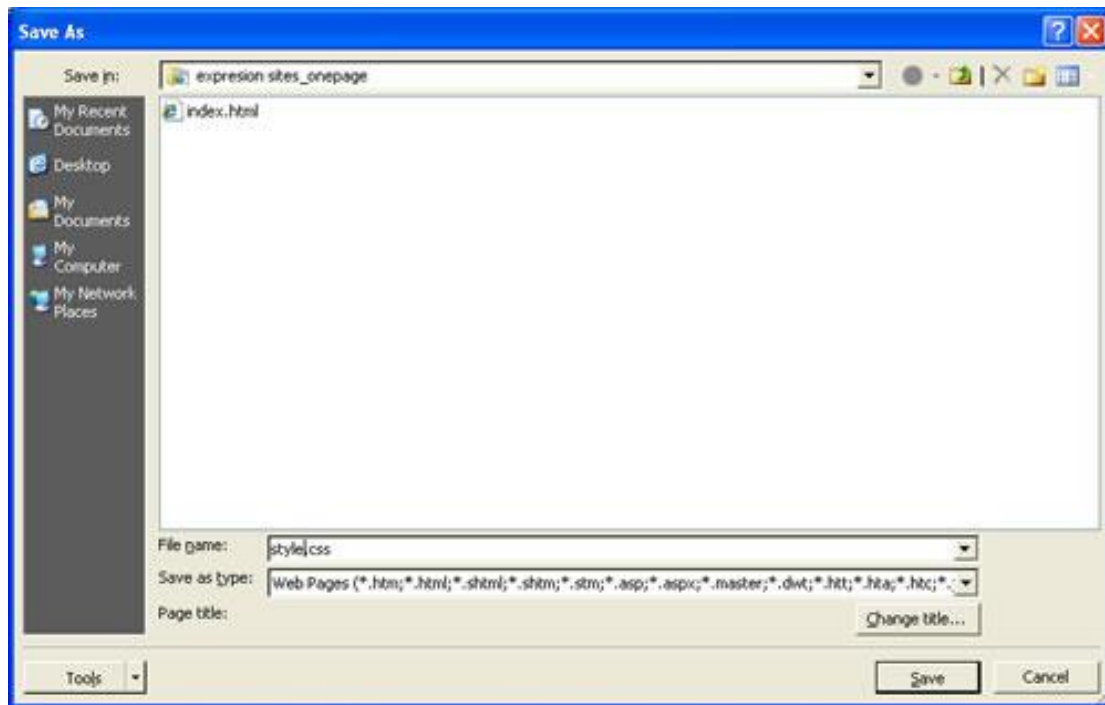 Save As
Save in:
expresion sites_onepage
My Recent
Documents
Desktop
My
Documents
My
Computer
My Network
Places
index.html
File name:
style.css
Save as type:
Web Pages (*.htm;*.html;*.shtml;*.shtm;*.stm;*.asp;*.aspx;*.master;*.dwt;*.htt;*.hta;*.htc;*.
Page title:
Change title...
Tools
Save
Cancel